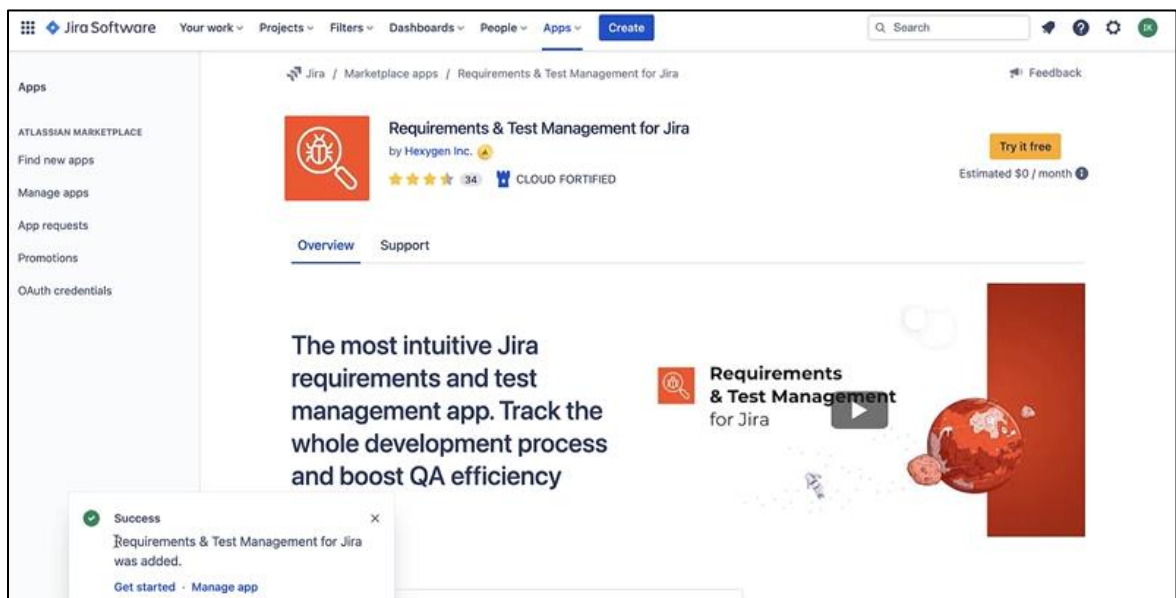 Jira Software Your work Projects Filters Dashboards People Apps Create Search IK
Apps
ATLASSIAN MARKETPLACE
Find new apps
Manage apps
App requests
Promotions
OAuth credentials
Jira / Marketplace apps / Requirements & Test Management for Jira
Feedback
Requirements & Test Management for Jira
by Hexygen Inc.
34 CLOUD FORTIFIED
Try it free
Estimated $0 / month
Overview Support
The most intuitive Jira
requirements and test
management app. Track the
whole development process
and boost QA efficiency
Requirements
& Test Management
for Jira
Success
Requirements & Test Management for Jira
was added.
Get started · Manage app